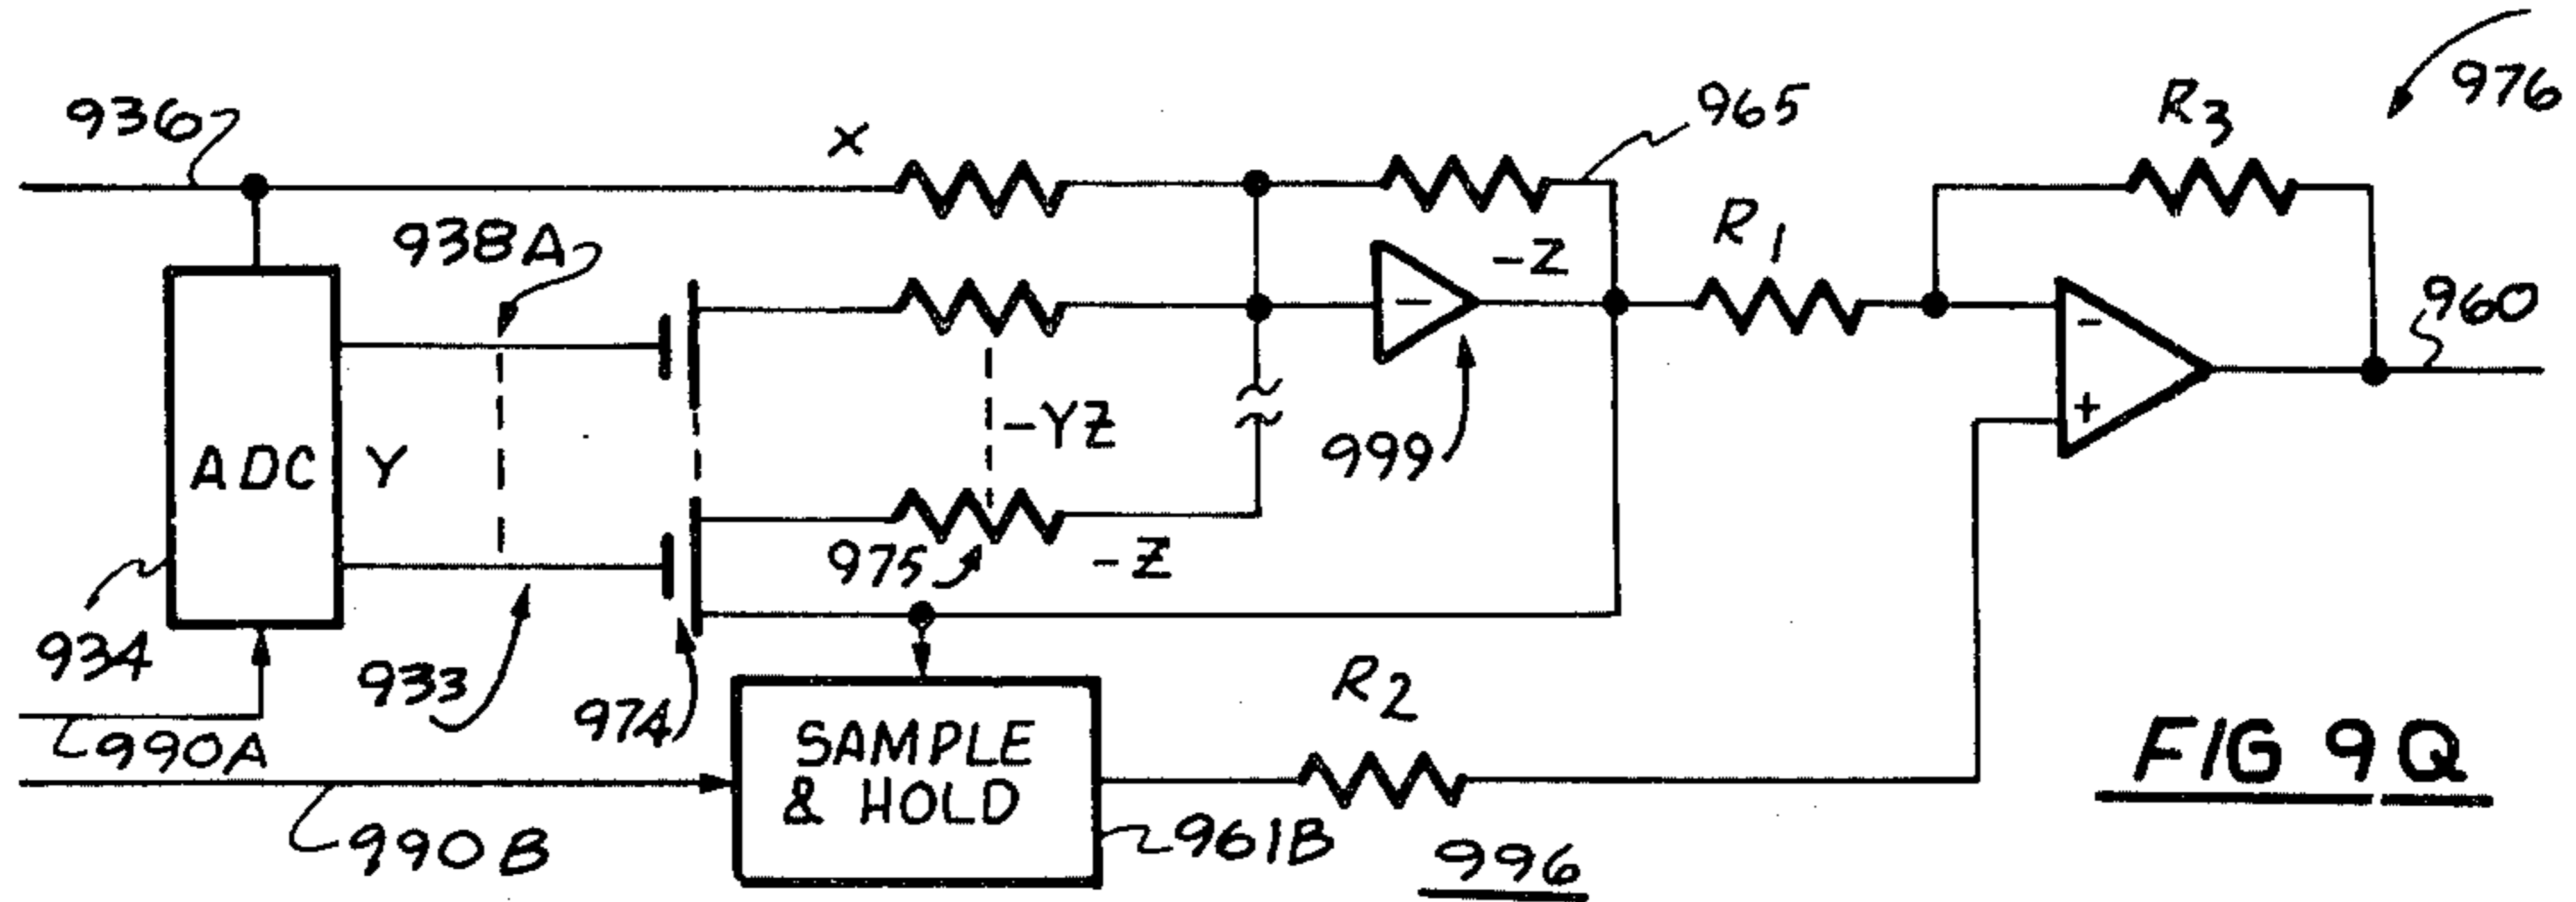 936
X
965
R3
976
938A
R1
-Z
960
-
-
ADC
Y
-YZ
999
+
975
-Z
934
933
974
R2
990A
SAMPLE
& HOLD
FIG 9Q
990B
961B
996